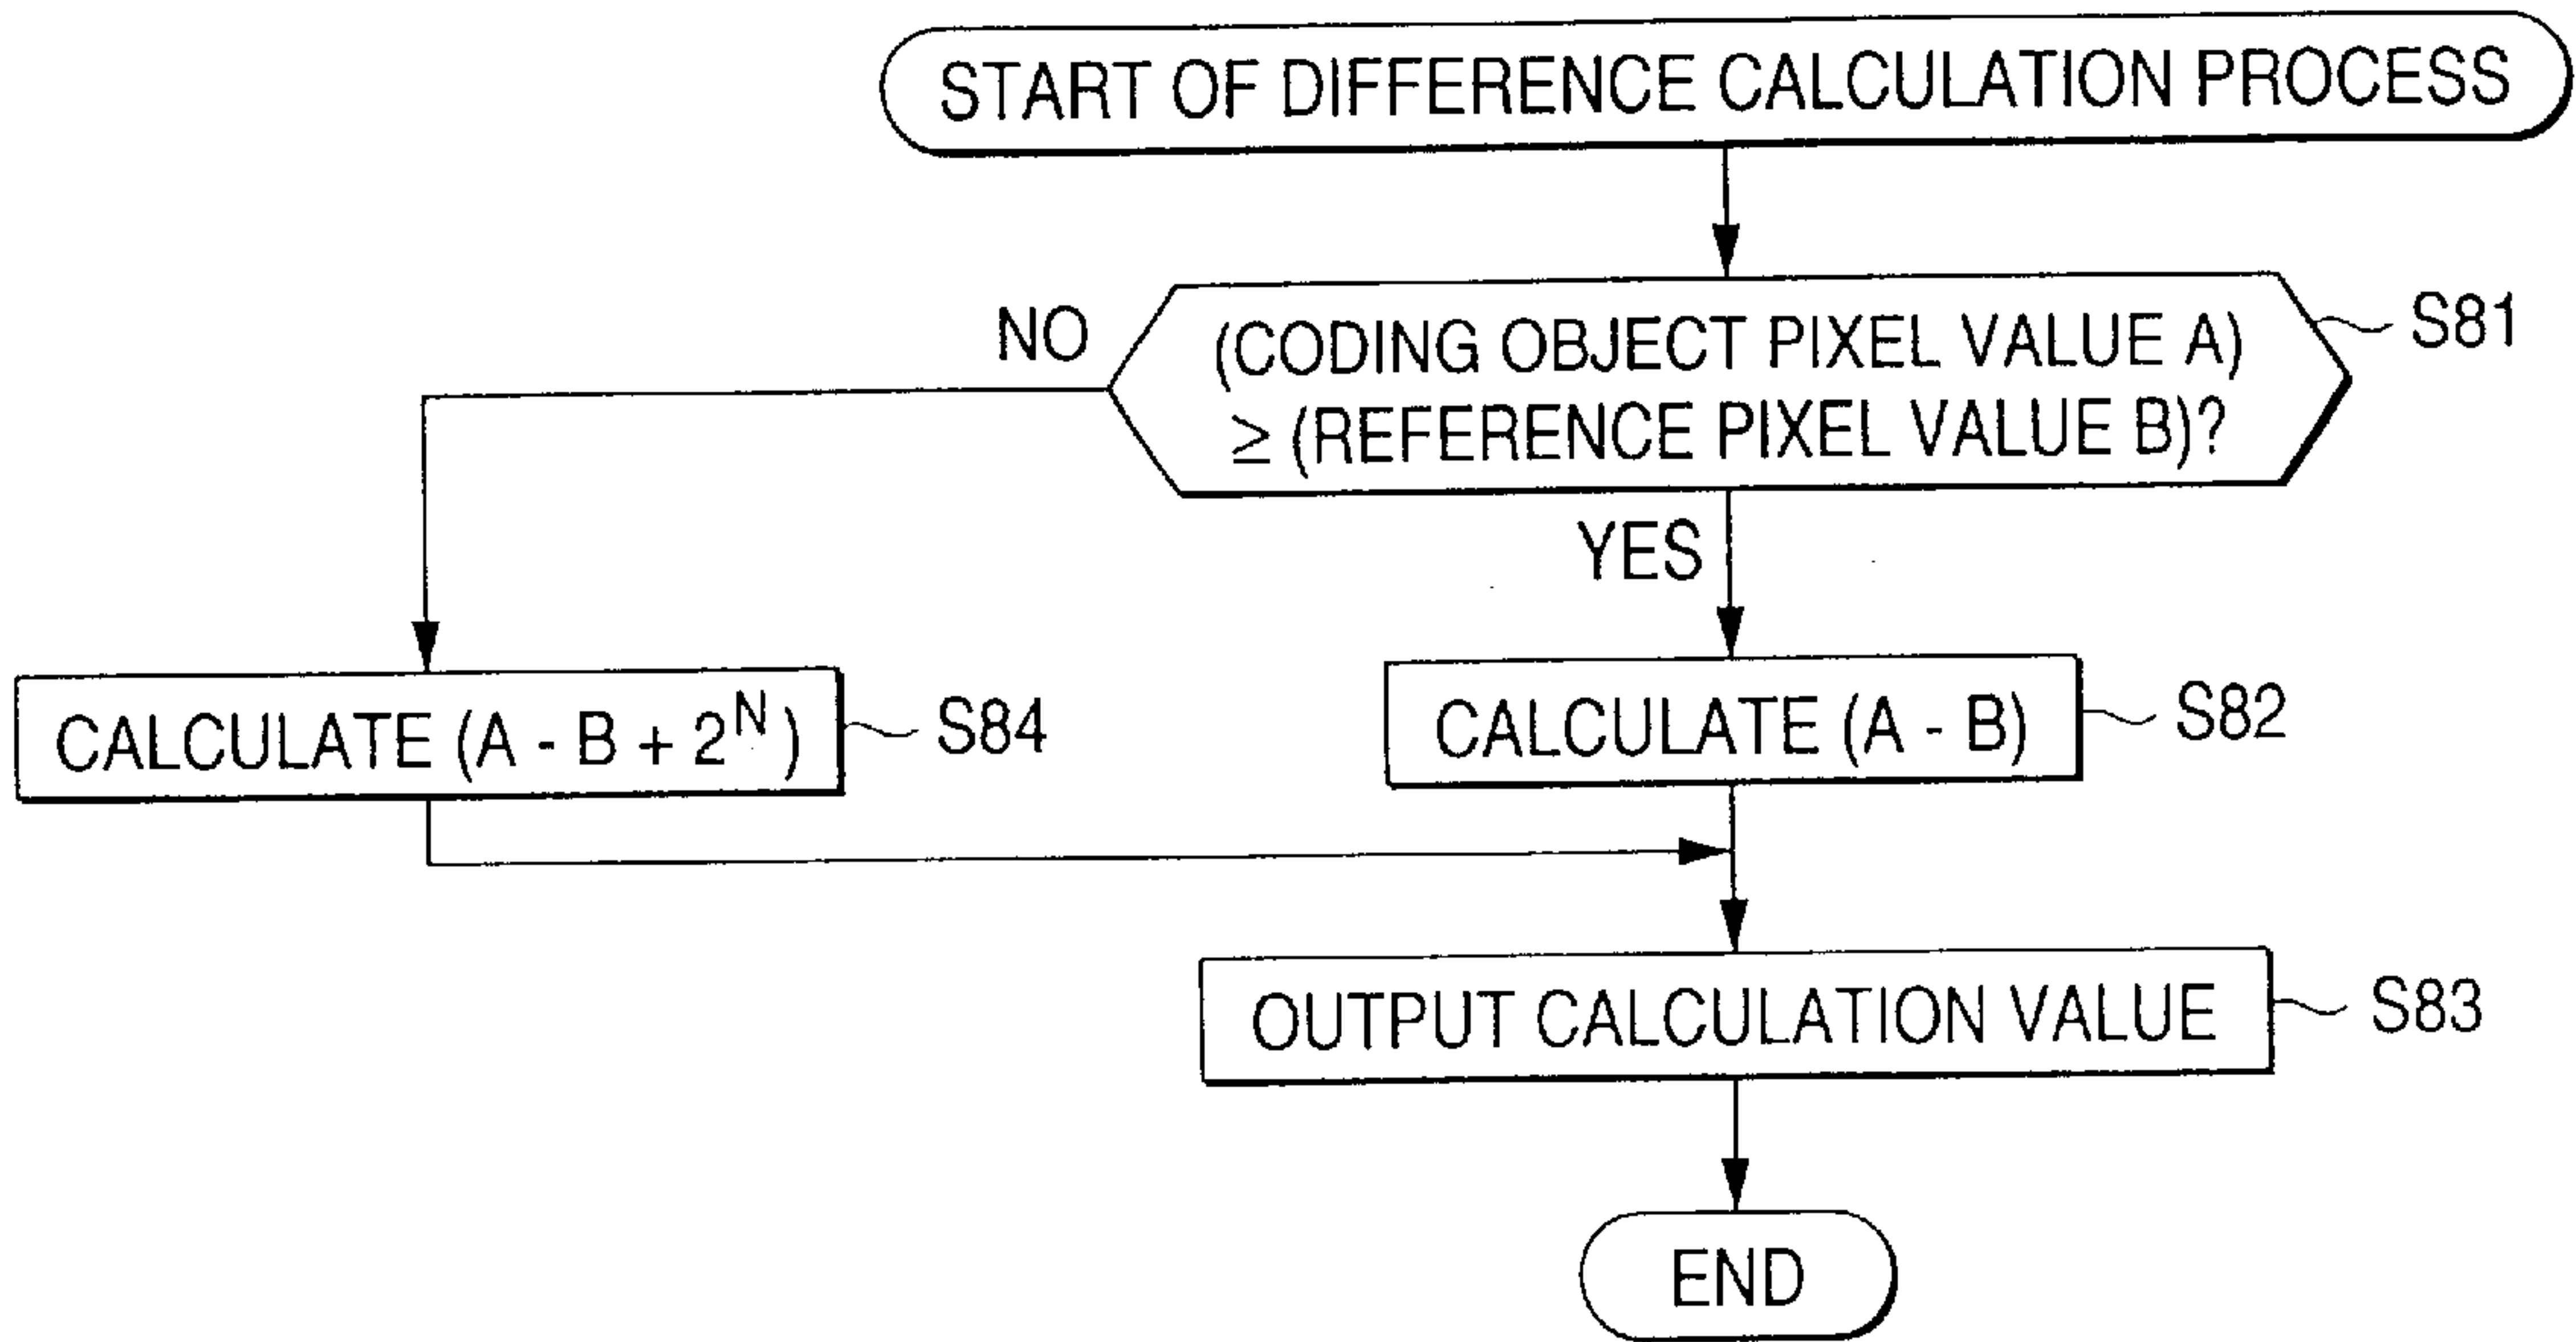 START OF DIFFERENCE CALCULATION PROCESS
NO
(CODING OBJECT PIXEL VALUE A)
≥ (REFERENCE PIXEL VALUE B)?
S81
YES
CALCULATE (A - B + 2^N)
S84
CALCULATE (A - B)
S82
OUTPUT CALCULATION VALUE
S83
END